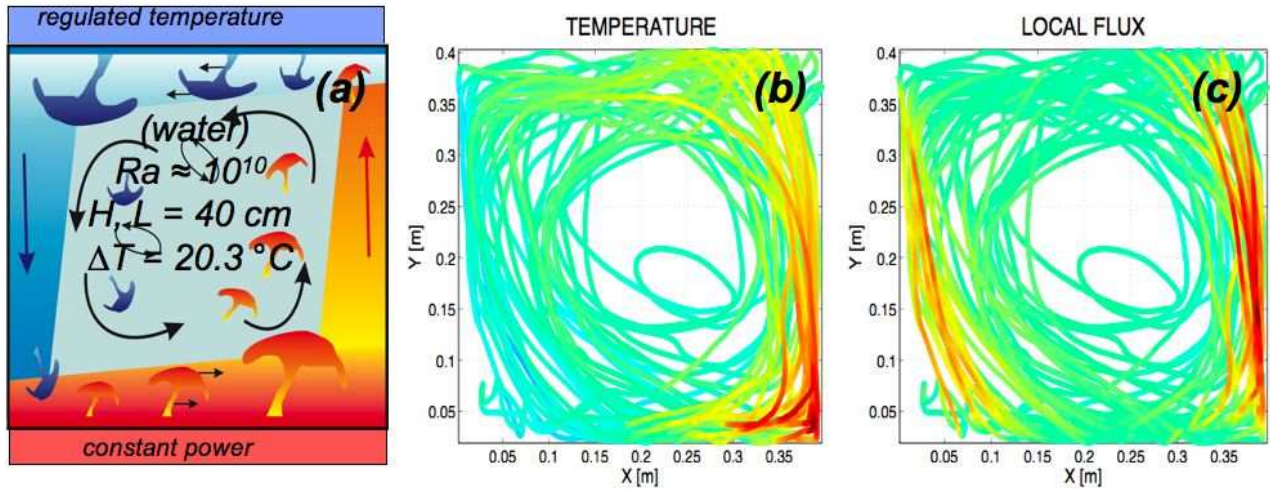 regulated temperature
(a)
(water)
Ra ≈ 10¹⁰
H, L = 40 cm
ΔT = 20.3 °C
constant power
TEMPERATURE
(b)
0.4
0.35
0.3
0.25
0.2
0.15
0.1
0.05
Y [m]
0.05 0.1 0.15 0.2 0.25 0.3 0.35
X [m]
LOCAL FLUX
(c)
0.4
0.35
0.3
0.25
0.2
0.15
0.1
0.05
Y [m]
0.05 0.1 0.15 0.2 0.25 0.3 0.35
X [m]